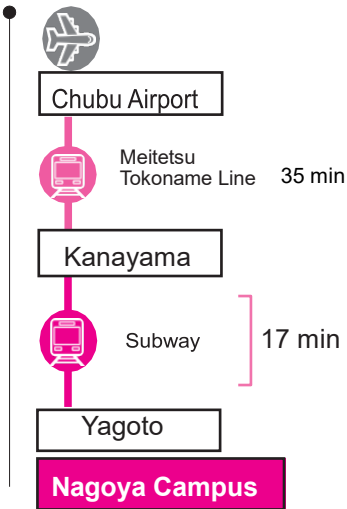 Chubu Airport
Meitetsu
Tokoname Line 35 min
Kanayama
Subway 17 min
Yagoto
Nagoya Campus